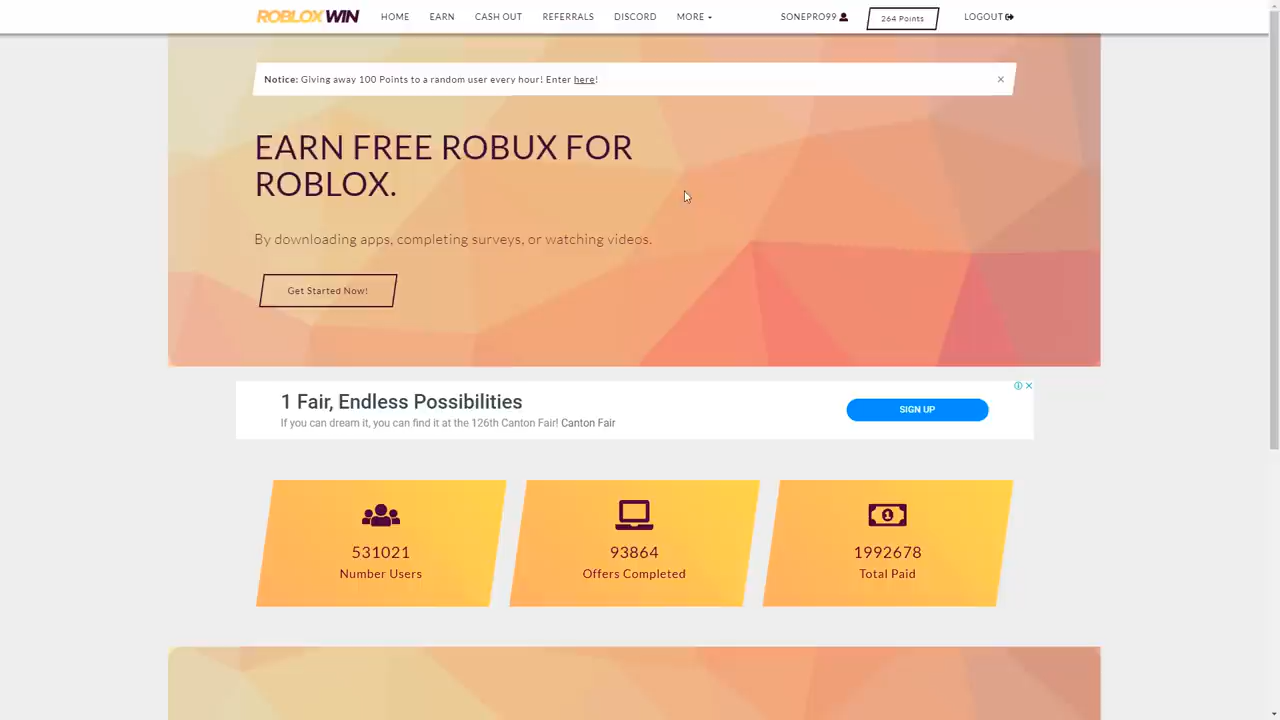 ROBLOX WIN HOME EARN CASH OUT REFERRALS DISCORD MORE SONEPRO99 264 Points LOGOUT
Notice: Giving away 100 Points to a random user every hour! Enter here! ×
EARN FREE ROBUX FOR
ROBLOX.
By downloading apps, completing surveys, or watching videos.
Get Started Now!
1 Fair, Endless Possibilities
If you can dream it, you can find it at the 126th Canton Fair! Canton Fair
SIGN UP
531021
Number Users
93864
Offers Completed
1992678
Total Paid